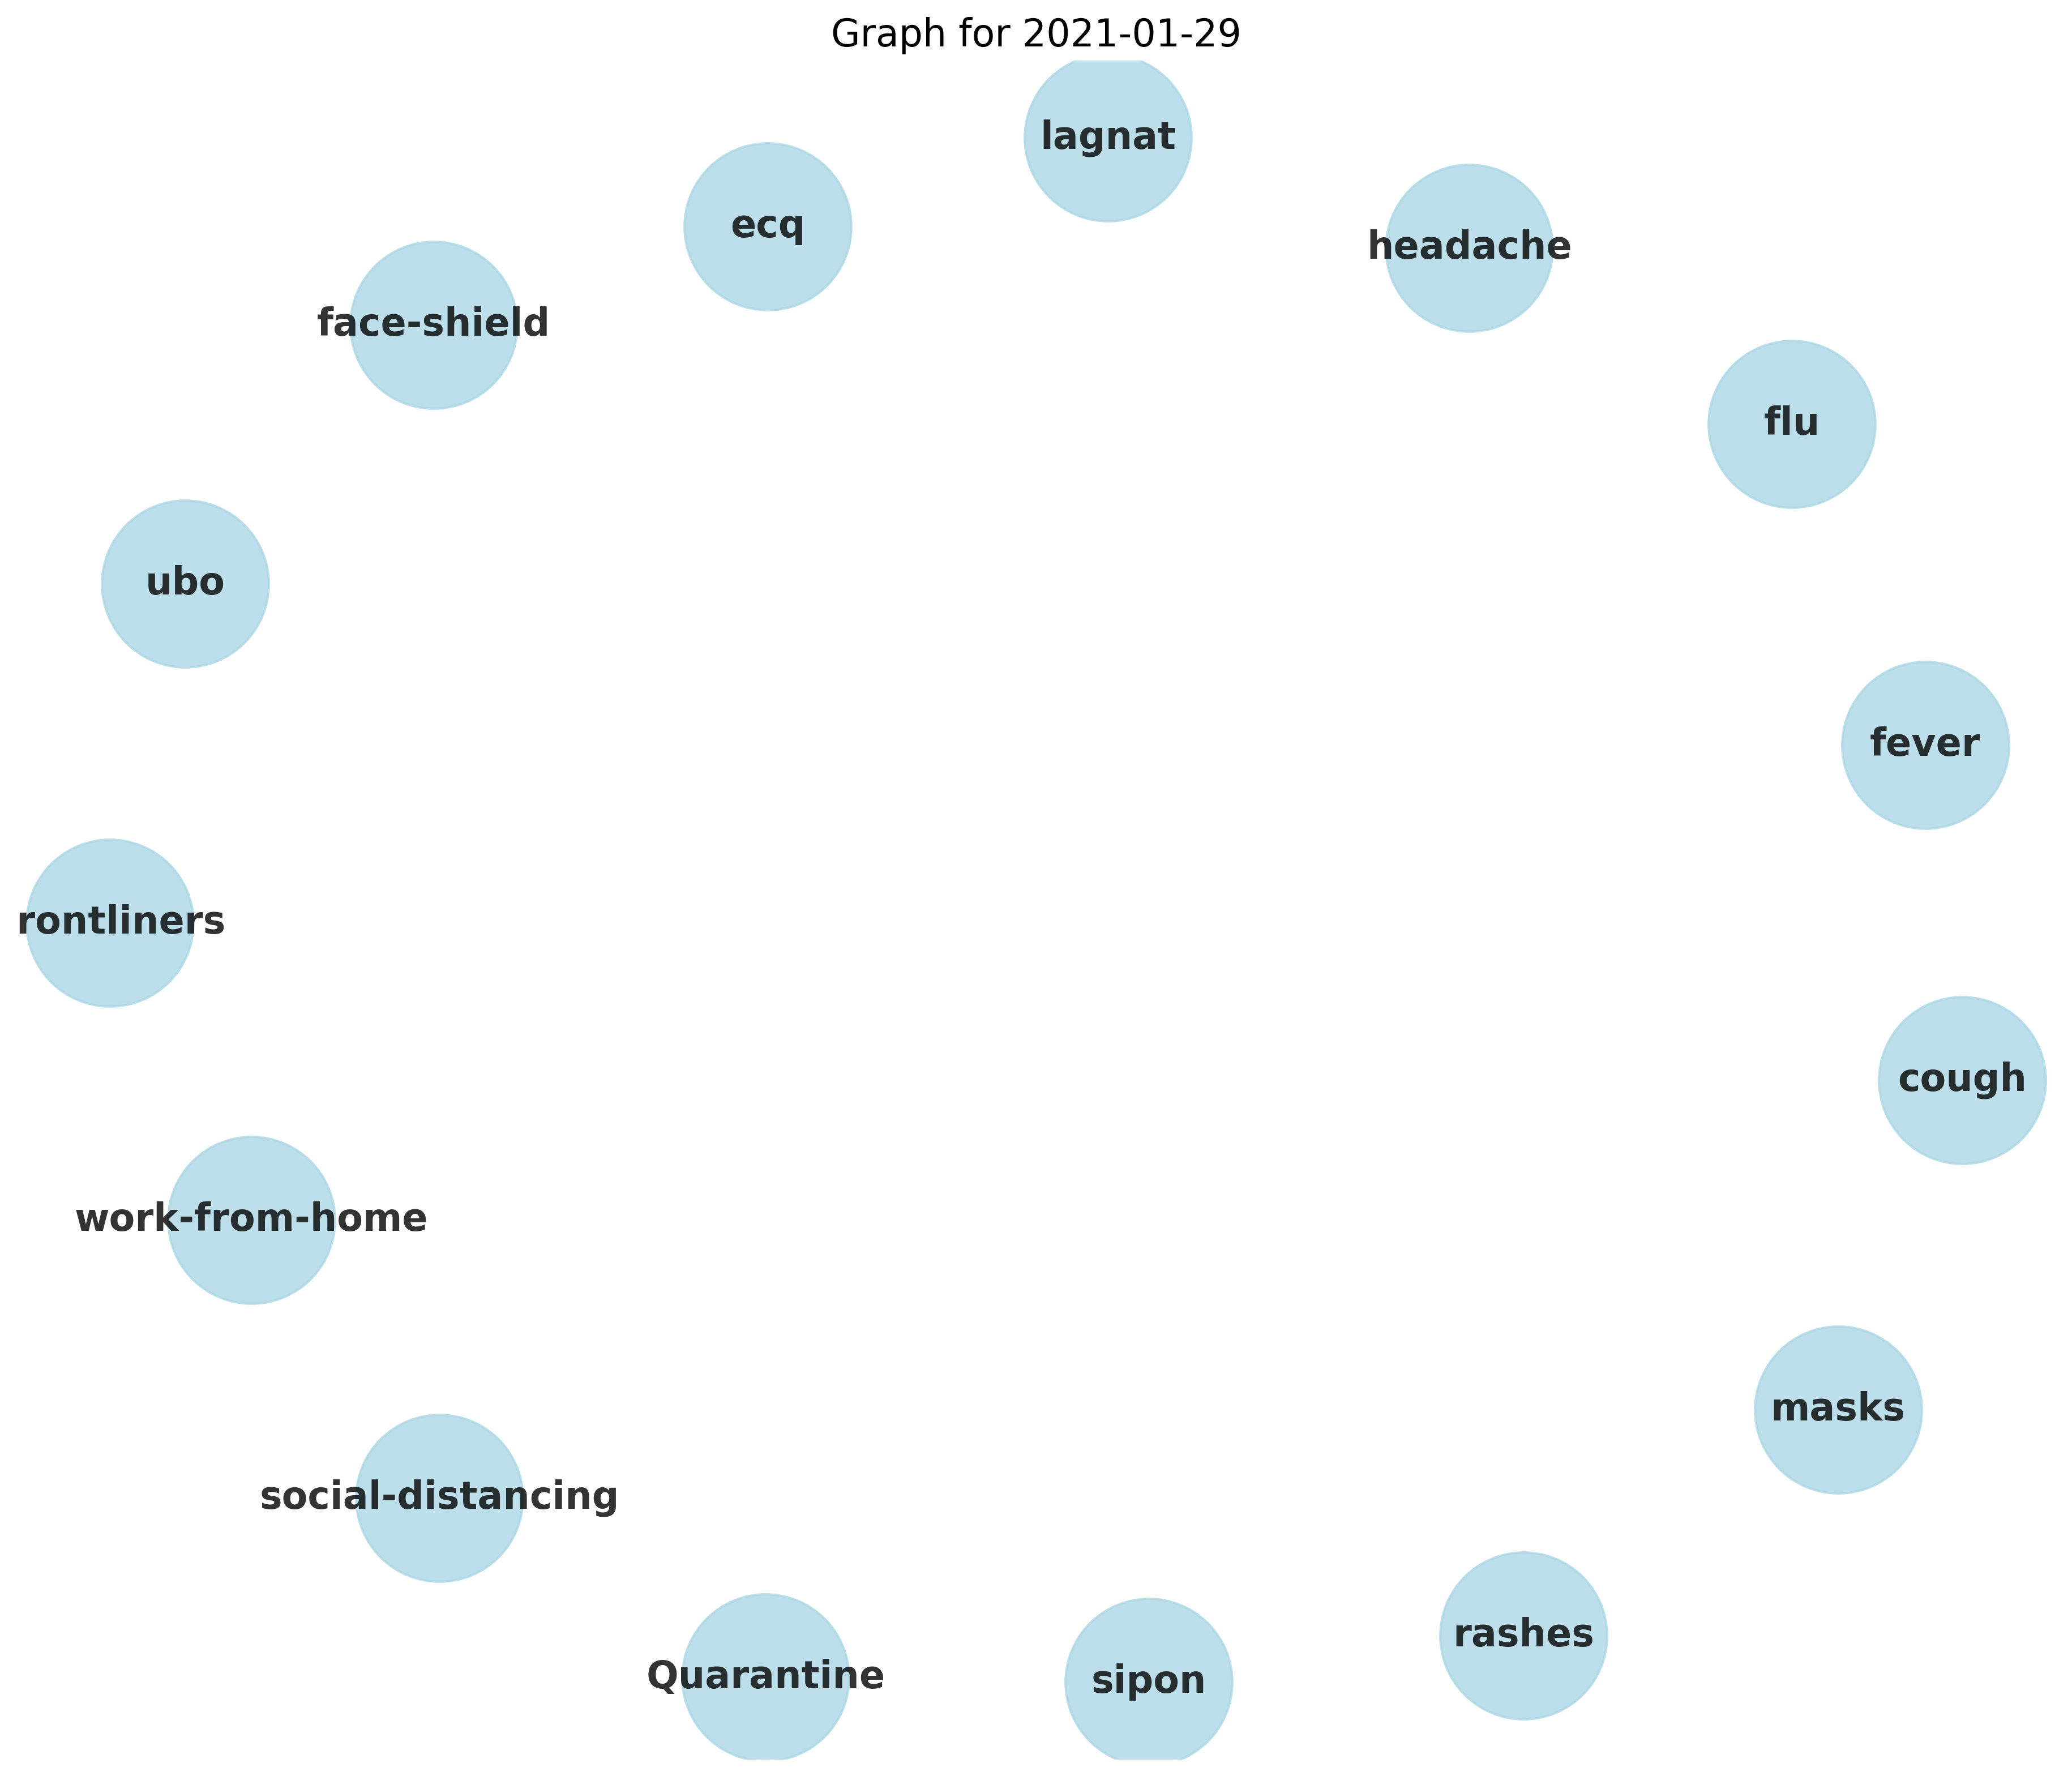 Graph for 2021-01-29
lagnat
ecq
headache
face-shield
flu
ubo
fever
rontliners
cough
work-from-home
masks
social-distancing
rashes
Quarantine
sipon